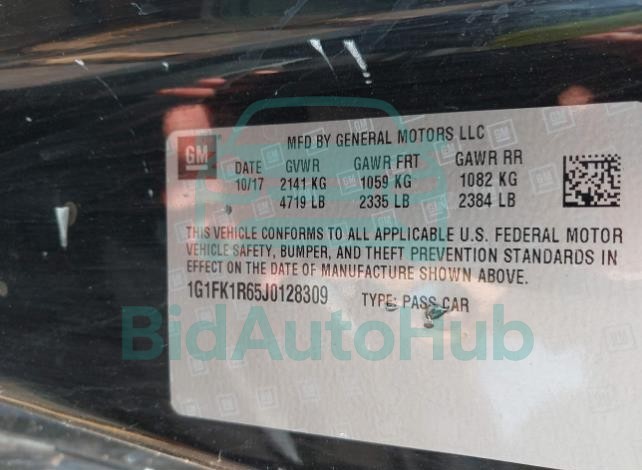 MFD BY GENERAL MOTORS LLC
GM
DATE GVWR GAWR FRT GAWR RR
10/17 2141 KG 1059 KG 1082 KG
4719 LB 2335 LB 2384 LB
THIS VEHICLE CONFORMS TO ALL APPLICABLE U.S. FEDERAL MOTOR
VEHICLE SAFETY, BUMPER, AND THEFT PREVENTION STANDARDS IN
EFFECT ON THE DATE OF MANUFACTURE SHOWN ABOVE.
1G1FK1R65J0128309 TYPE: PASS CAR
BidAutoHub